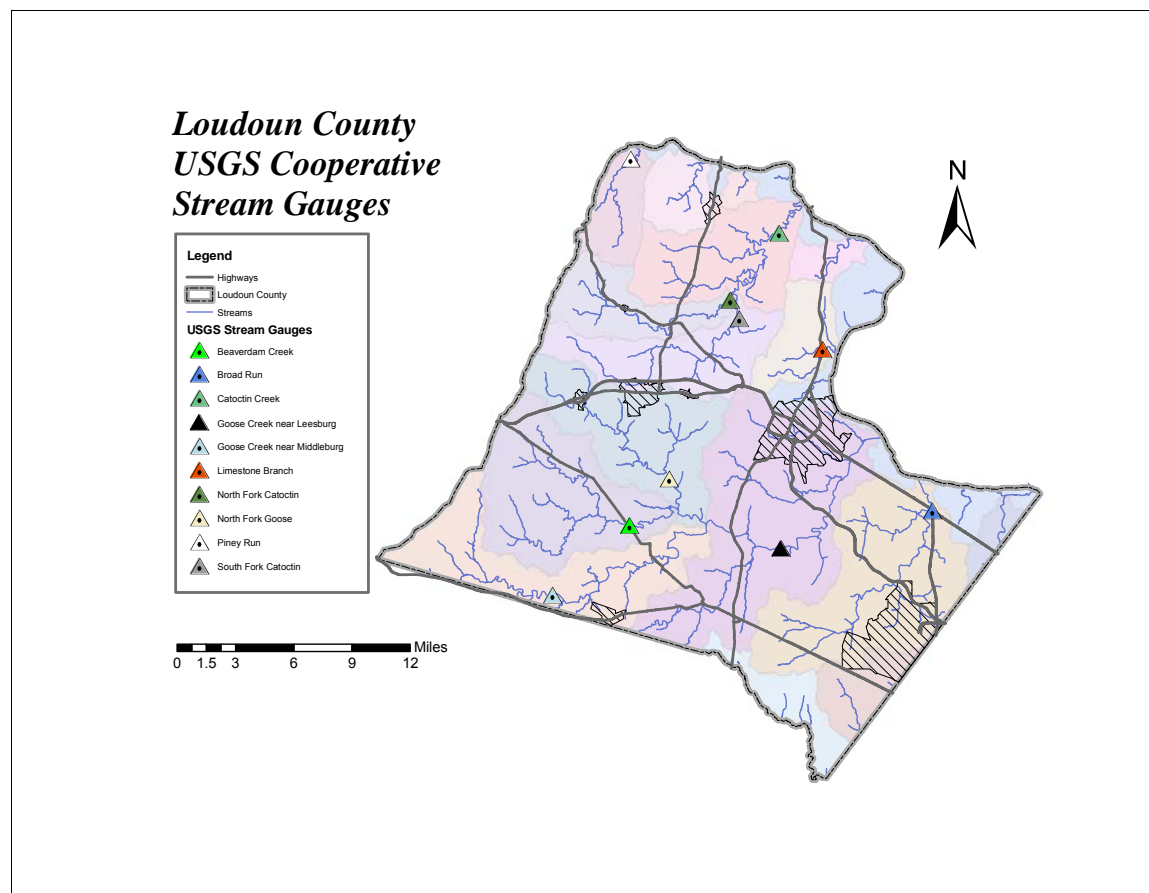 Loudoun County
USGS Cooperative
Stream Gauges
N
Legend
Highways
Loudoun County
Streams
USGS Stream Gauges
Beaverdam Creek
Broad Run
Catoctin Creek
Goose Creek near Leesburg
Goose Creek near Middleburg
Limestone Branch
North Fork Catoctin
North Fork Goose
Piney Run
South Fork Catoctin
Miles
0 1.5 3 6 9 12